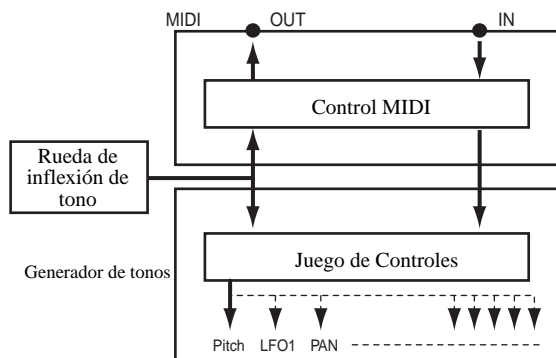 MIDI OUT IN
Control MIDI
Rueda de
inflexión de
tono
Juego de Controles
Generador de tonos
Pitch LFO1 PAN